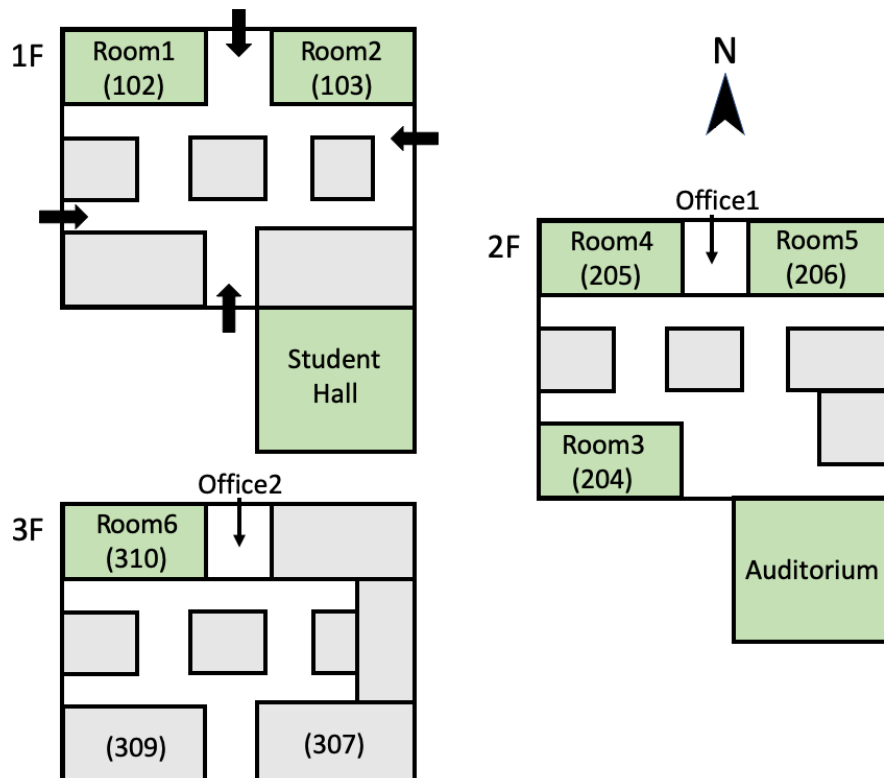 1F
Room1
(102)
Room2
(103)
Student
Hall
N
2F
Office1
Room4
(205)
Room5
(206)
Room3
(204)
Auditorium
3F
Office2
Room6
(310)
(309)
(307)